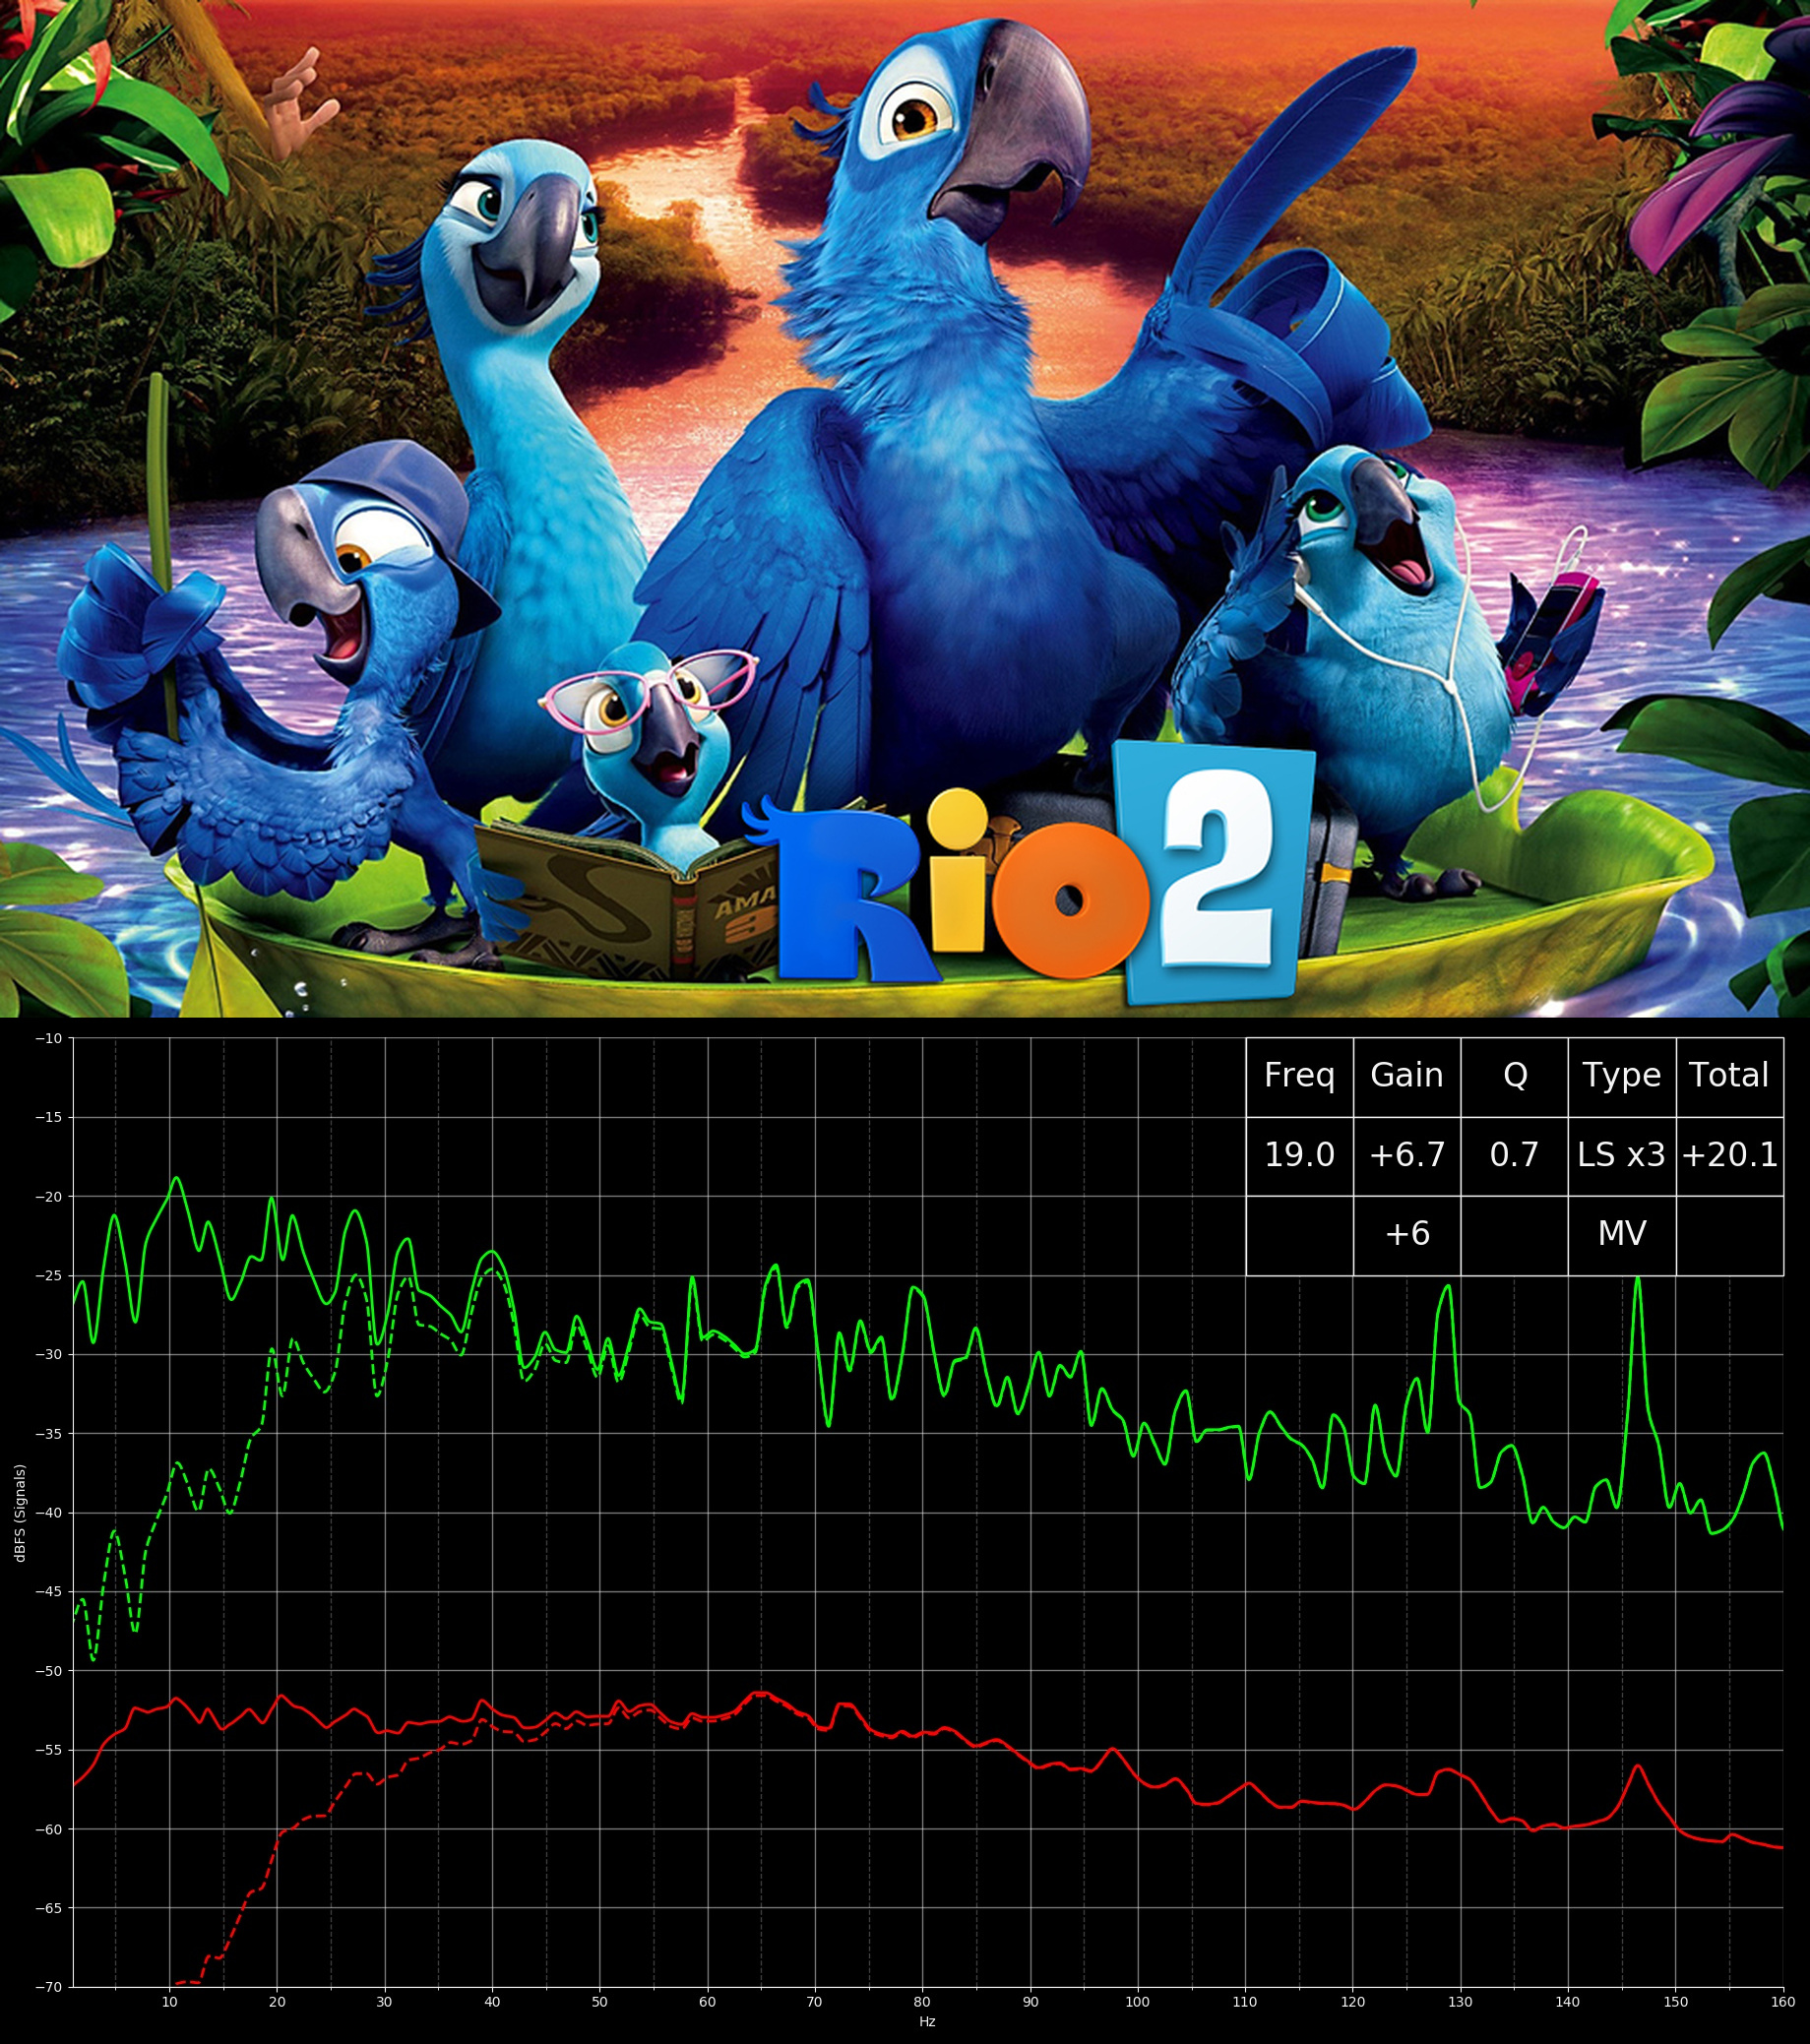 AMA
Rio2
−10
Freq Gain Q Type Total
−15
19.0 +6.7 0.7 LS x3 +20.1
−20
+6 MV
−25
−30
−35
−40
−45
−50
−55
−60
−65
−70
dBFS (Signals)
10 20 30 40 50 60 70 80 90 100 110 120 130 140 150 160
Hz